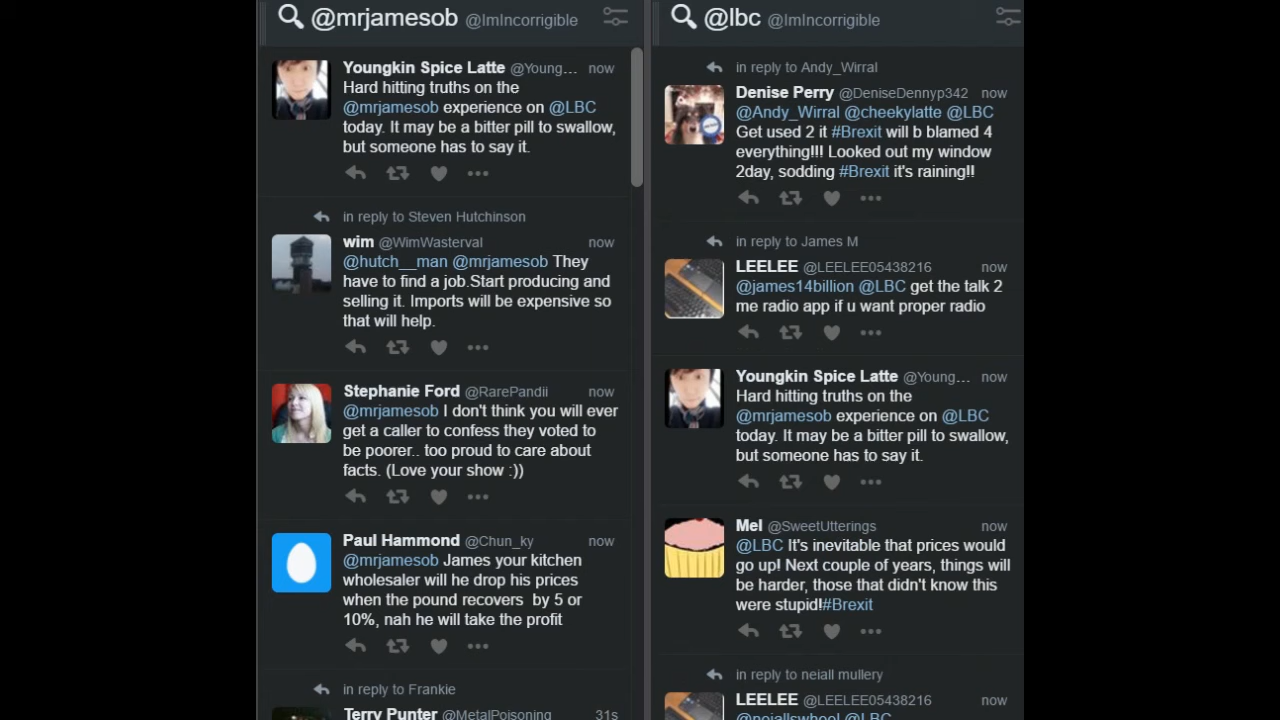 @mrjamesob @ImIncorrigible
Youngkin Spice Latte @Young... now
Hard hitting truths on the
@mrjamesob experience on @LBC
today. It may be a bitter pill to swallow,
but someone has to say it.
in reply to Steven Hutchinson
wim @WimWasterval now
@hutch__man @mrjamesob They
have to find a job.Start producing and
selling it. Imports will be expensive so
that will help.
Stephanie Ford @RarePandii now
@mrjamesob I don't think you will ever
get a caller to confess they voted to
be poorer.. too proud to care about
facts. (Love your show :))
Paul Hammond @Chun_ky now
@mrjamesob James your kitchen
wholesaler will he drop his prices
when the pound recovers by 5 or
10%, nah he will take the profit
in reply to Frankie
Terry Punter @MetalPoisoning 31s
@lbc @ImIncorrigible
in reply to Andy_Wirral
Denise Perry @DeniseDennyp342 now
@Andy_Wirral @cheekylatte @LBC
Get used 2 it #Brexit will b blamed 4
everything!!! Looked out my window
2day, sodding #Brexit it's raining!!
in reply to James M
LEELEE @LEELEE05438216 now
@james14billion @LBC get the talk 2
me radio app if u want proper radio
Youngkin Spice Latte @Young... now
Hard hitting truths on the
@mrjamesob experience on @LBC
today. It may be a bitter pill to swallow,
but someone has to say it.
Mel @SweetUtterings now
@LBC It's inevitable that prices would
go up! Next couple of years, things will
be harder, those that didn't know this
were stupid!#Brexit
in reply to neiall mullery
LEELEE @LEELEE05438216 now
@neiallswheel @LBC